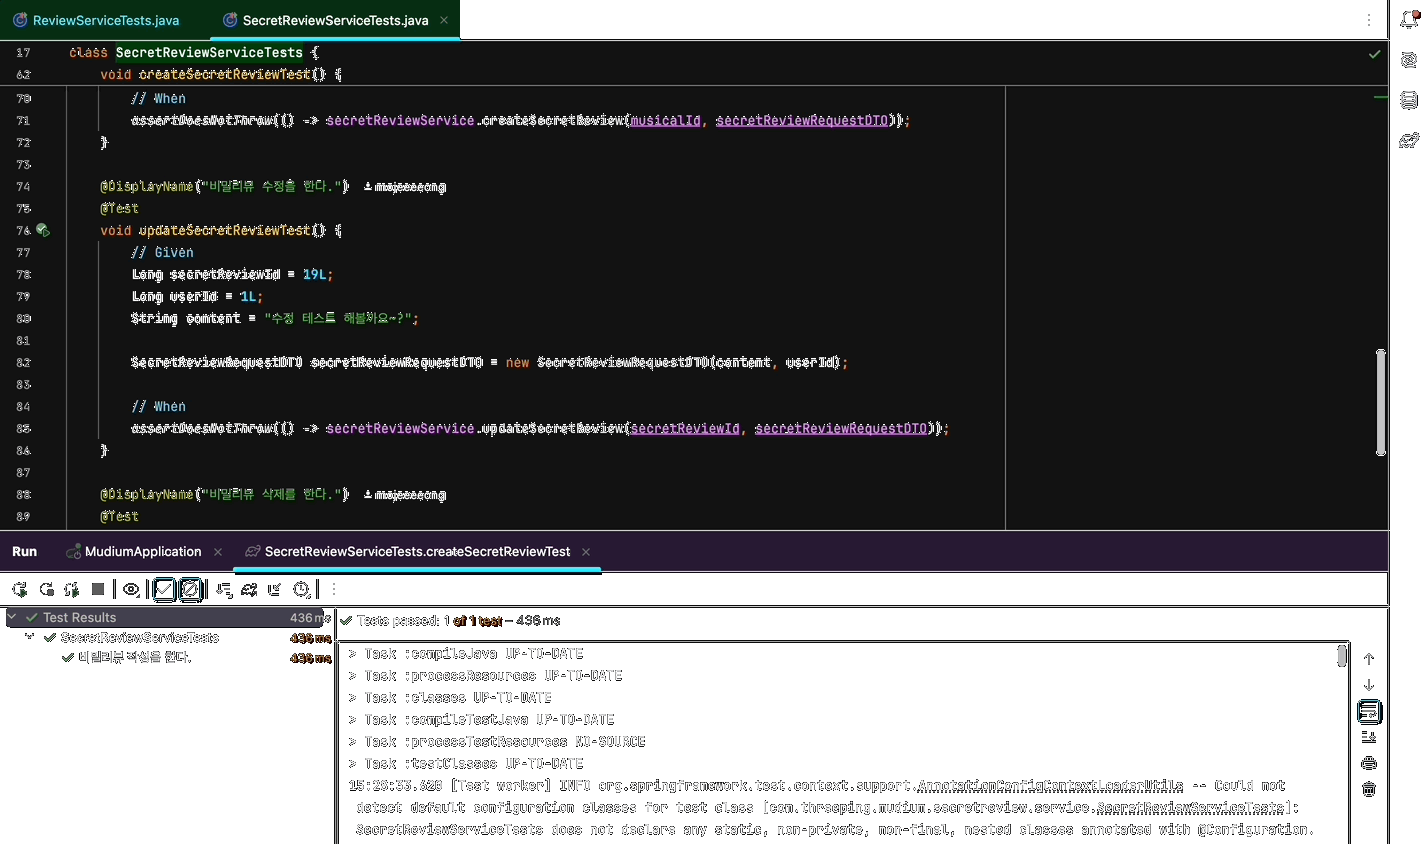 ReviewServiceTests.java
SecretReviewServiceTests.java
17 class SecretReviewServiceTests {
62 void createSecretReviewTest() {
70 // When
71 assertDoesNotThrow(() -> secretReviewService.createSecretReview(musicalId, secretReviewRequestDTO));
72 }
73
74 @DisplayName("비밀리뷰 수정을 한다.")
75 @Test
76 void updateSecretReviewTest() {
77 // Given
78 Long secretReviewId = 19L;
79 Long userId = 1L;
80 String content = "수정 테스트 해볼까요~?";
81
82 SecretReviewRequestDTO secretReviewRequestDTO = new SecretReviewRequestDTO(content, userId);
83
84 // When
85 assertDoesNotThrow(() -> secretReviewService.updateSecretReview(secretReviewId, secretReviewRequestDTO));
86 }
87
88 @DisplayName("비밀리뷰 삭제를 한다.")
89 @Test
Run MudiumApplication SecretReviewServiceTests.createSecretReviewTest
Test Results 436 ms
SecretReviewServiceTests 436 ms
비밀리뷰 작성을 한다. 436 ms
Tests passed: 1 of 1 test – 436 ms
> Task :compileJava UP-TO-DATE
> Task :processResources UP-TO-DATE
> Task :classes UP-TO-DATE
> Task :compileTestJava UP-TO-DATE
> Task :processTestResources NO-SOURCE
> Task :testClasses UP-TO-DATE
[Test worker] INFO org.springframework.test.context.support.AnnotationConfigContextLoaderUtils -- Could not
detect default configuration classes for test class [com.threeping.mudium.secretreview.service.SecretReviewServiceTests]:
SecretReviewServiceTests does not declare any static, non-private, non-final, nested classes annotated with @Configuration.